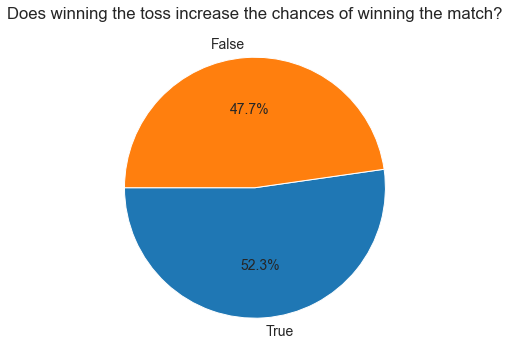 Does winning the toss increase the chances of winning the match?
False
47.7%
52.3%
True